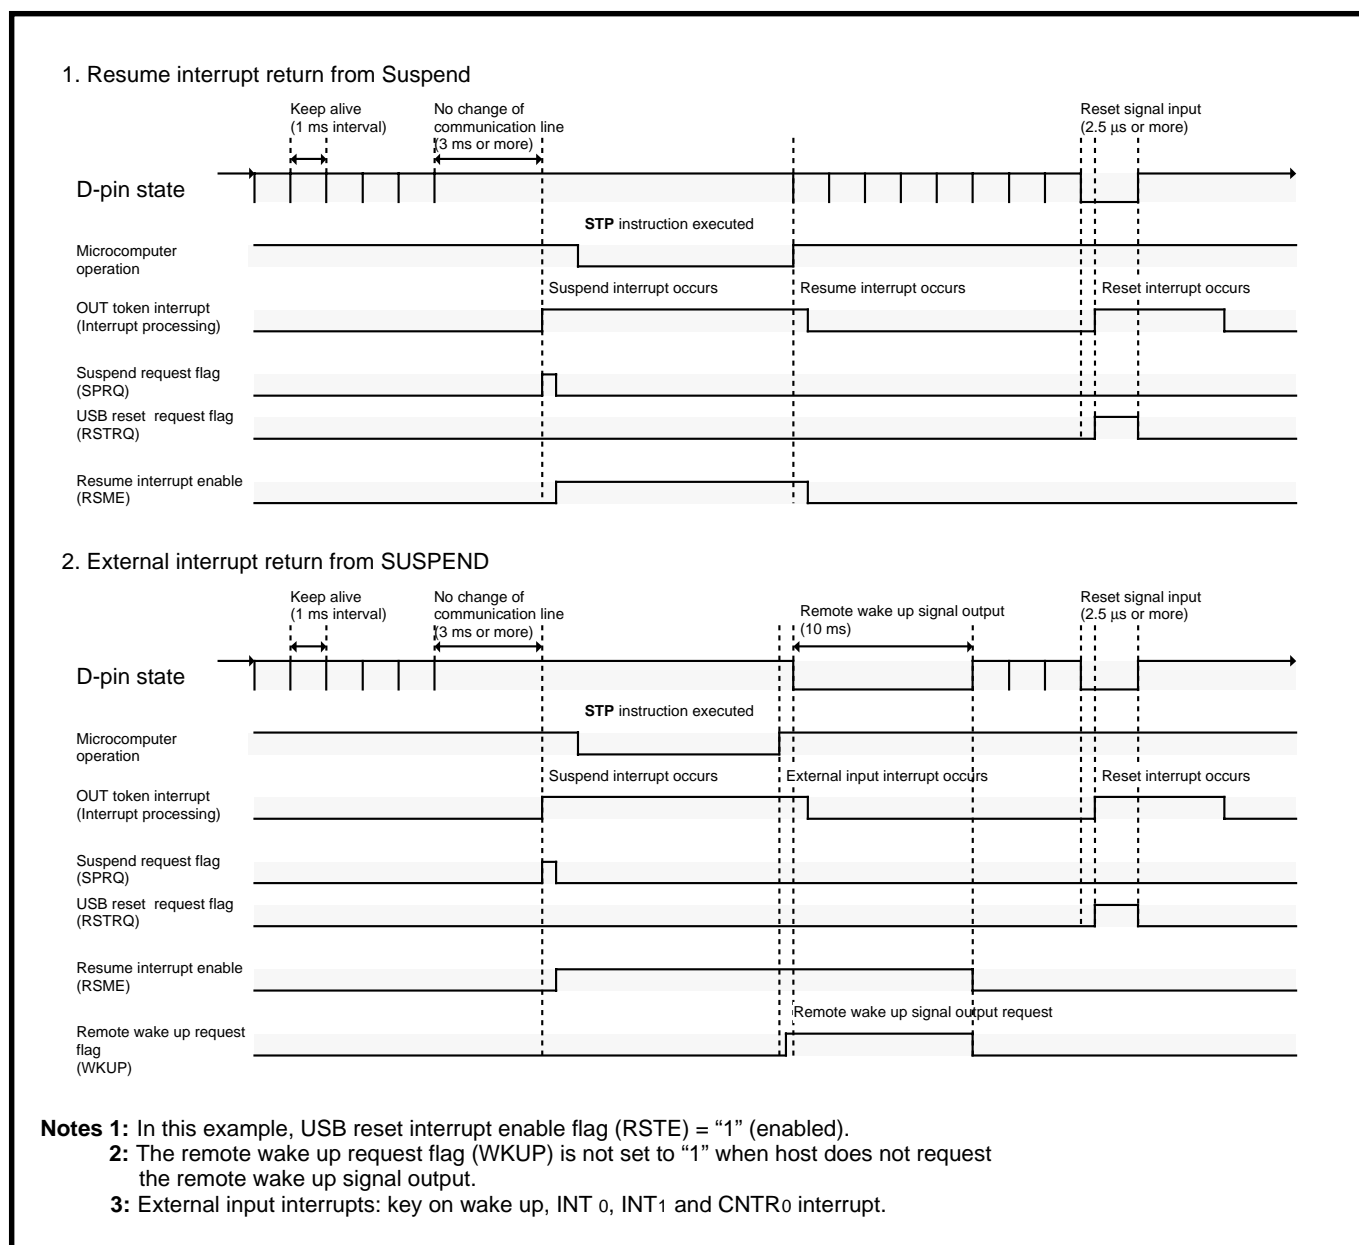 1. Resume interrupt return from Suspend
Keep alive
(1 ms interval)
No change of
communication line
(3 ms or more)
Reset signal input
(2.5 µs or more)
D-pin state
STP instruction executed
Microcomputer
operation
Suspend interrupt occurs
Resume interrupt occurs
Reset interrupt occurs
OUT token interrupt
(Interrupt processing)
Suspend request flag
(SPRQ)
USB reset request flag
(RSTRQ)
Resume interrupt enable
(RSME)
2. External interrupt return from SUSPEND
Keep alive
(1 ms interval)
No change of
communication line
(3 ms or more)
Remote wake up signal output
(10 ms)
Reset signal input
(2.5 µs or more)
D-pin state
STP instruction executed
Microcomputer
operation
Suspend interrupt occurs
External input interrupt occurs
Reset interrupt occurs
OUT token interrupt
(Interrupt processing)
Suspend request flag
(SPRQ)
USB reset request flag
(RSTRQ)
Resume interrupt enable
(RSME)
Remote wake up signal output request
Remote wake up request
flag
(WKUP)
Notes 1: In this example, USB reset interrupt enable flag (RSTE) = “1” (enabled).
2: The remote wake up request flag (WKUP) is not set to “1” when host does not request
the remote wake up signal output.
3: External input interrupts: key on wake up, INT 0, INT1 and CNTR0 interrupt.